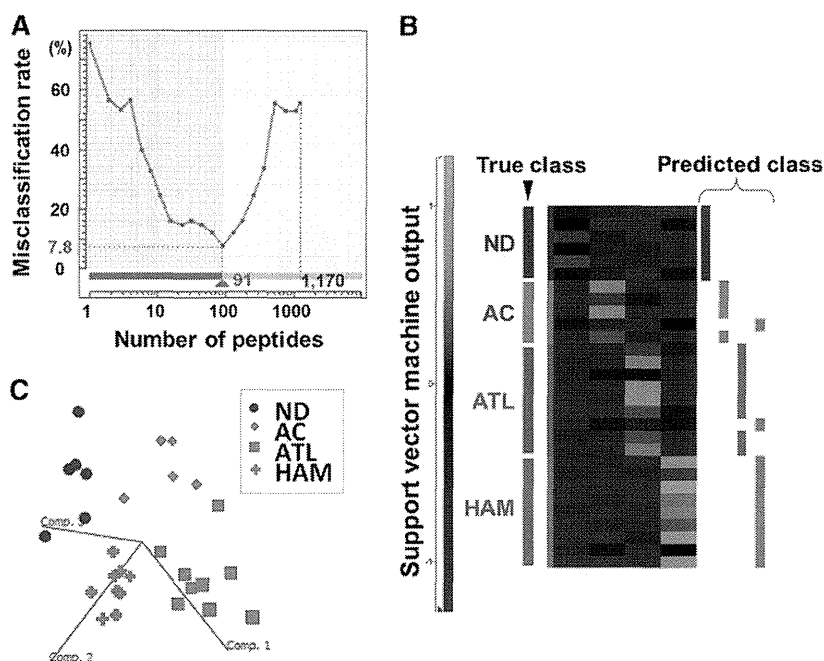 A
(%)
60
40
20
7.8
0
Misclassification rate
91
1,170
1
10
100
1000
Number of peptides
B
True class
Predicted class
Support vector machine output
1
0
-1
ND
AC
ATL
HAM
C
ND
AC
ATL
HAM
Comp. 3
Comp. 2
Comp. 1